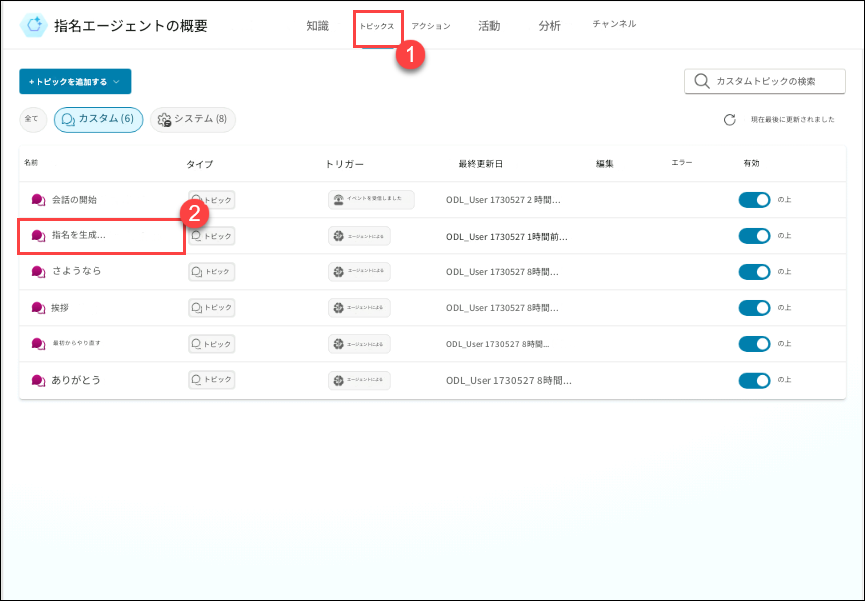 指名エージェントの概要
知識 トピックス アクション 活動 分析 チャンネル
1
+トピックを追加する
カスタムトピックの検索
全て カスタム (6) システム (8)
現在最後に更新されました
名前 タイプ トリガー 最終更新日 編集 エラー 有効
会話の開始 トピック イベントを受信しました ODL_User 1730527 2 時間... の上
2
指名を生成... トピック エージェントによる ODL_User 1730527 1時間前... の上
さようなら トピック エージェントによる ODL_User 1730527 8時間... の上
挨拶 トピック エージェントによる ODL_User 1730527 8時間... の上
最初からやり直す トピック エージェントによる ODL_User 1730527 8時間... の上
ありがとう トピック エージェントによる ODL_User 1730527 8時間... の上